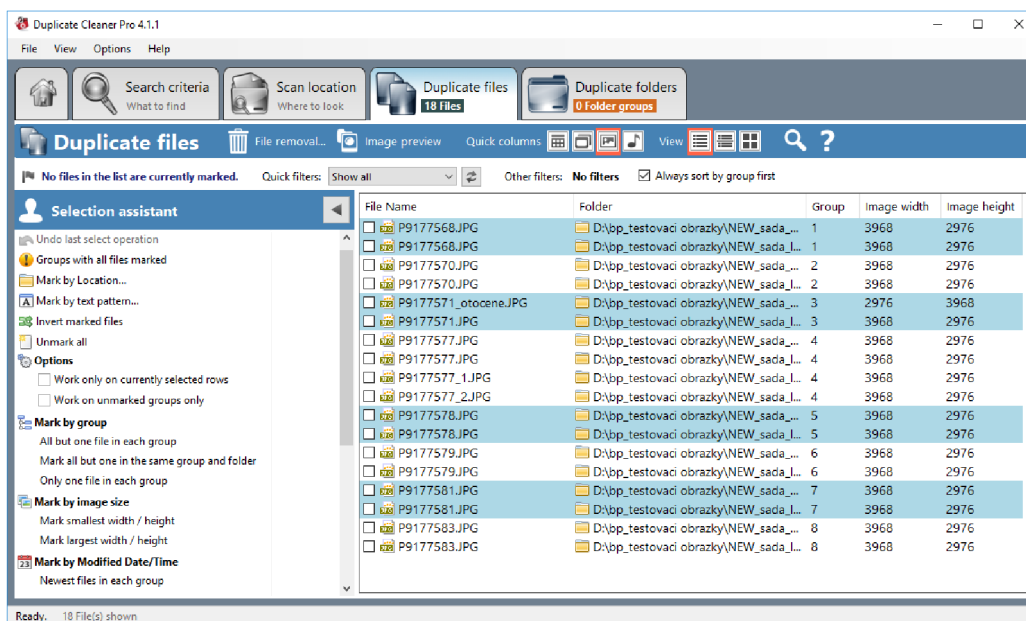 Duplicate Cleaner Pro 4.1.1
File View Options Help
Search criteria
What to find
Scan location
Where to look
Duplicate files
18 Files
Duplicate folders
0 Folder groups
Duplicate files File removal... Image preview Quick columns View
No files in the list are currently marked. Quick filters: Show all Other filters: No filters Always sort by group first
Selection assistant
Undo last select operation
Groups with all files marked
Mark by Location...
Mark by text pattern...
Invert marked files
Unmark all
Options
Work only on currently selected rows
Work on unmarked groups only
Mark by group
All but one file in each group
Mark all but one in the same group and folder
Only one file in each group
Mark by image size
Mark smallest width / height
Mark largest width / height
23 Mark by Modified Date/Time
Newest files in each group
File Name Folder Group Image width Image height
P9177568.JPG D:\bp_testovaci obrazky\NEW_sada_... 1 3968 2976
P9177568.JPG D:\bp_testovaci obrazky\NEW_sada_l... 1 3968 2976
P9177570.JPG D:\bp_testovaci obrazky\NEW_sada_... 2 3968 2976
P9177570.JPG D:\bp_testovaci obrazky\NEW_sada_l... 2 3968 2976
P9177571_otocene.JPG D:\bp_testovaci obrazky\NEW_sada_... 3 2976 3968
P9177571.JPG D:\bp_testovaci obrazky\NEW_sada_l... 3 3968 2976
P9177577.JPG D:\bp_testovaci obrazky\NEW_sada_... 4 3968 2976
P9177577.JPG D:\bp_testovaci obrazky\NEW_sada_l... 4 3968 2976
P9177577_1.JPG D:\bp_testovaci obrazky\NEW_sada_l... 4 3968 2976
P9177577_2.JPG D:\bp_testovaci obrazky\NEW_sada_l... 4 3968 2976
P9177578.JPG D:\bp_testovaci obrazky\NEW_sada_... 5 3968 2976
P9177578.JPG D:\bp_testovaci obrazky\NEW_sada_l... 5 3968 2976
P9177579.JPG D:\bp_testovaci obrazky\NEW_sada_... 6 3968 2976
P9177579.JPG D:\bp_testovaci obrazky\NEW_sada_l... 6 3968 2976
P9177581.JPG D:\bp_testovaci obrazky\NEW_sada_... 7 3968 2976
P9177581.JPG D:\bp_testovaci obrazky\NEW_sada_l... 7 3968 2976
P9177583.JPG D:\bp_testovaci obrazky\NEW_sada_... 8 3968 2976
P9177583.JPG D:\bp_testovaci obrazky\NEW_sada_l... 8 3968 2976
Ready. 18 File(s) shown